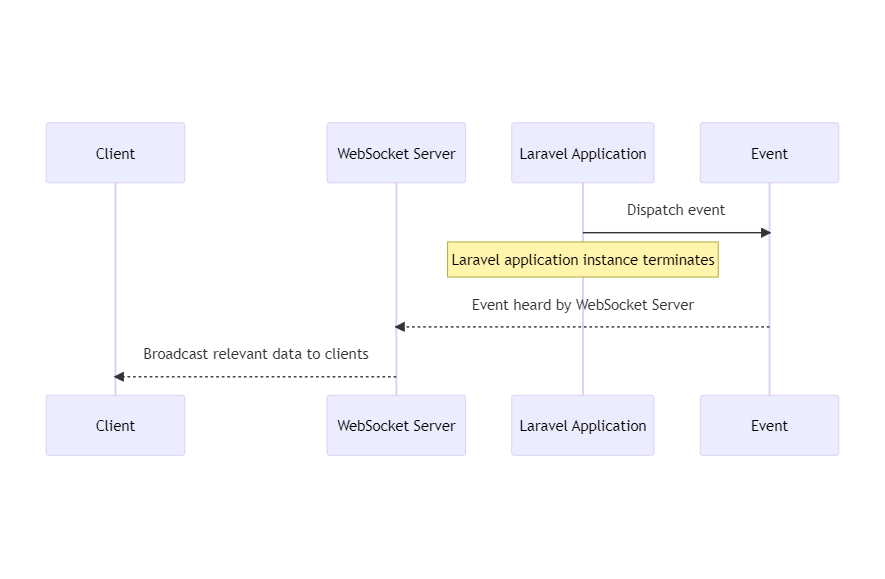 Client
WebSocket Server
Laravel Application
Event
Dispatch event
Laravel application instance terminates
Event heard by WebSocket Server
Broadcast relevant data to clients
Client
WebSocket Server
Laravel Application
Event